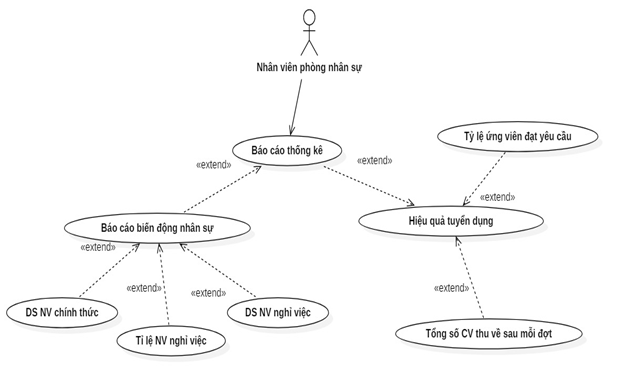 Nhân viên phòng nhân sự
Báo cáo thống kê
Tỷ lệ ứng viên đạt yêu cầu
«extend»
«extend»
«extend»
Báo cáo biến động nhân sự
Hiệu quả tuyển dụng
«extend»
«extend»
«extend»
«extend»
DS NV chính thức
DS NV nghỉ việc
Tỉ lệ NV nghỉ việc
Tổng số CV thu về sau mỗi đợt